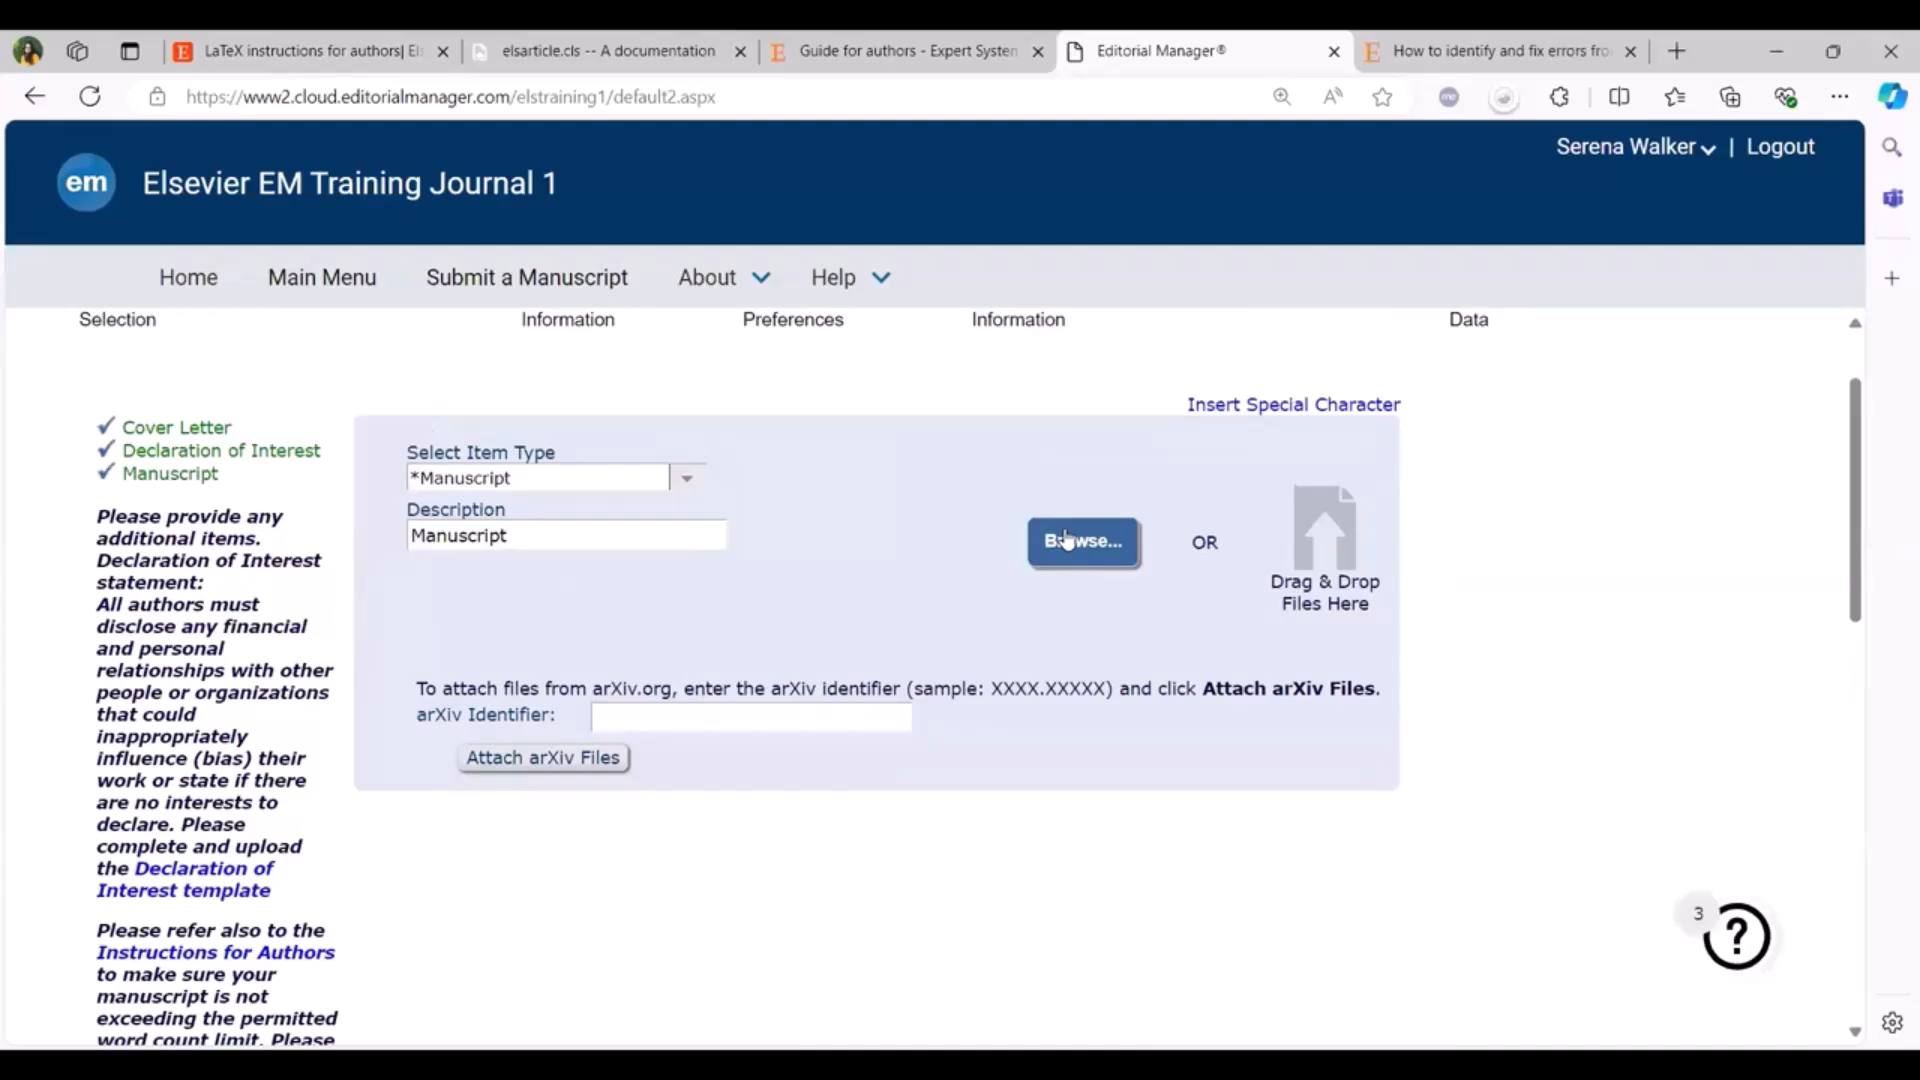 LaTeX instructions for authors| Els
elsarticle.cls -- A documentation
Guide for authors - Expert System
Editorial Manager®
How to identify and fix errors fro
https://www2.cloud.editorialmanager.com/elstraining1/default2.aspx
Serena Walker | Logout
em
Elsevier EM Training Journal 1
Home
Main Menu
Submit a Manuscript
About
Help
Selection
Information
Preferences
Information
Data
Insert Special Character
Cover Letter
Declaration of Interest
Manuscript
Please provide any
additional items.
Declaration of Interest
statement:
All authors must
disclose any financial
and personal
relationships with other
people or organizations
that could
inappropriately
influence (bias) their
work or state if there
are no interests to
declare. Please
complete and upload
the Declaration of
Interest template
Please refer also to the
Instructions for Authors
to make sure your
manuscript is not
exceeding the permitted
word count limit. Please
Select Item Type
*Manuscript
Description
Manuscript
Browse...
OR
Drag & Drop
Files Here
To attach files from arXiv.org, enter the arXiv identifier (sample: XXXX.XXXXX) and click Attach arXiv Files.
arXiv Identifier:
Attach arXiv Files
3
?